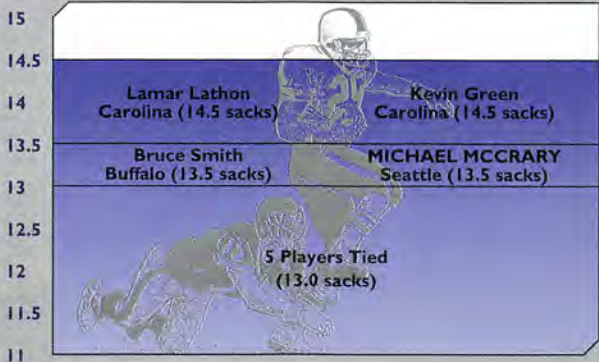 15
14.5
Lamar Lathon
Carolina (14.5 sacks)
Kevin Green
Carolina (14.5 sacks)
14
13.5
Bruce Smith
Buffalo (13.5 sacks)
MICHAEL MCCRARY
Seattle (13.5 sacks)
13
12.5
5 Players Tied
(13.0 sacks)
12
11.5
11